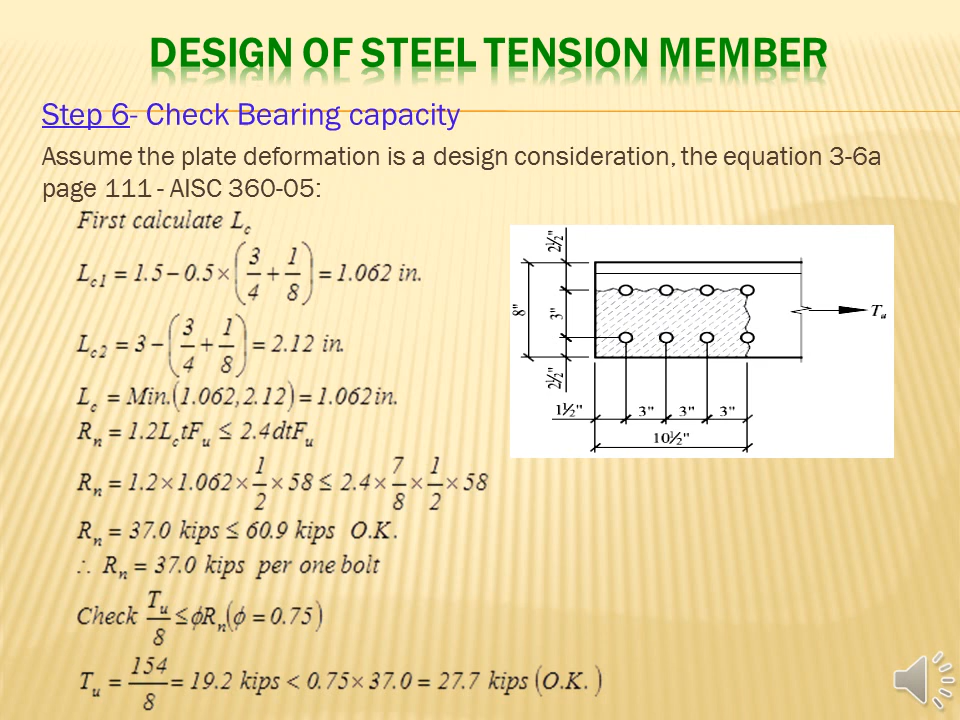 DESIGN OF STEEL TENSION MEMBER
Step 6- Check Bearing capacity
Assume the plate deformation is a design consideration, the equation 3-6a
page 111 - AISC 360-05:
First calculate L_c
L_c1 = 1.5 − 0.5 × (3/4 + 1/8) = 1.062 in.
L_c2 = 3 − (3/4 + 1/8) = 2.12 in.
L_c = Min.(1.062, 2.12) = 1.062 in.
R_n = 1.2L_c tF_u ≤ 2.4dtF_u
R_n = 1.2 × 1.062 × 1/2 × 58 ≤ 2.4 × 7/8 × 1/2 × 58
R_n = 37.0 kips ≤ 60.9 kips O.K.
∴ R_n = 37.0 kips per one bolt
Check T_u/8 ≤ ϕR_n (ϕ = 0.75)
T_u = 154/8 = 19.2 kips < 0.75 × 37.0 = 27.7 kips (O.K.)
2½"
8"
3"
T_u
2½"
1½" 3" 3" 3"
10½"